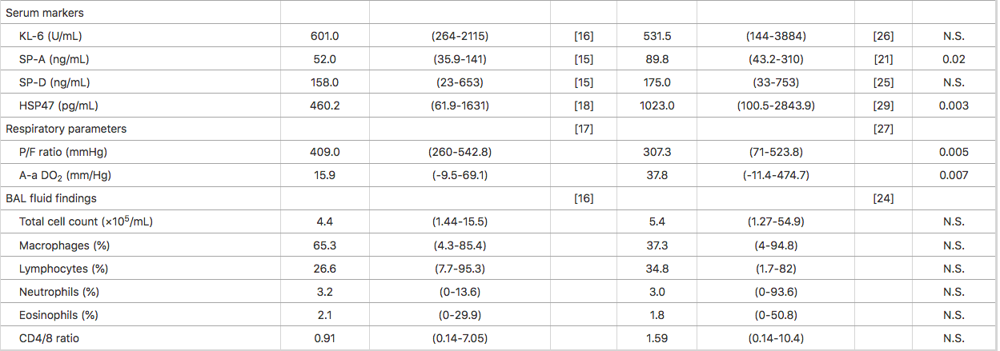 Serum markers
KL-6 (U/mL) 601.0 (264-2115) [16] 531.5 (144-3884) [26] N.S.
SP-A (ng/mL) 52.0 (35.9-141) [15] 89.8 (43.2-310) [21] 0.02
SP-D (ng/mL) 158.0 (23-653) [15] 175.0 (33-753) [25] N.S.
HSP47 (pg/mL) 460.2 (61.9-1631) [18] 1023.0 (100.5-2843.9) [29] 0.003
Respiratory parameters [17] [27]
P/F ratio (mmHg) 409.0 (260-542.8) 307.3 (71-523.8) 0.005
A-a DO₂ (mm/Hg) 15.9 (-9.5-69.1) 37.8 (-11.4-474.7) 0.007
BAL fluid findings [16] [24]
Total cell count (×10⁵/mL) 4.4 (1.44-15.5) 5.4 (1.27-54.9) N.S.
Macrophages (%) 65.3 (4.3-85.4) 37.3 (4-94.8) N.S.
Lymphocytes (%) 26.6 (7.7-95.3) 34.8 (1.7-82) N.S.
Neutrophils (%) 3.2 (0-13.6) 3.0 (0-93.6) N.S.
Eosinophils (%) 2.1 (0-29.9) 1.8 (0-50.8) N.S.
CD4/8 ratio 0.91 (0.14-7.05) 1.59 (0.14-10.4) N.S.